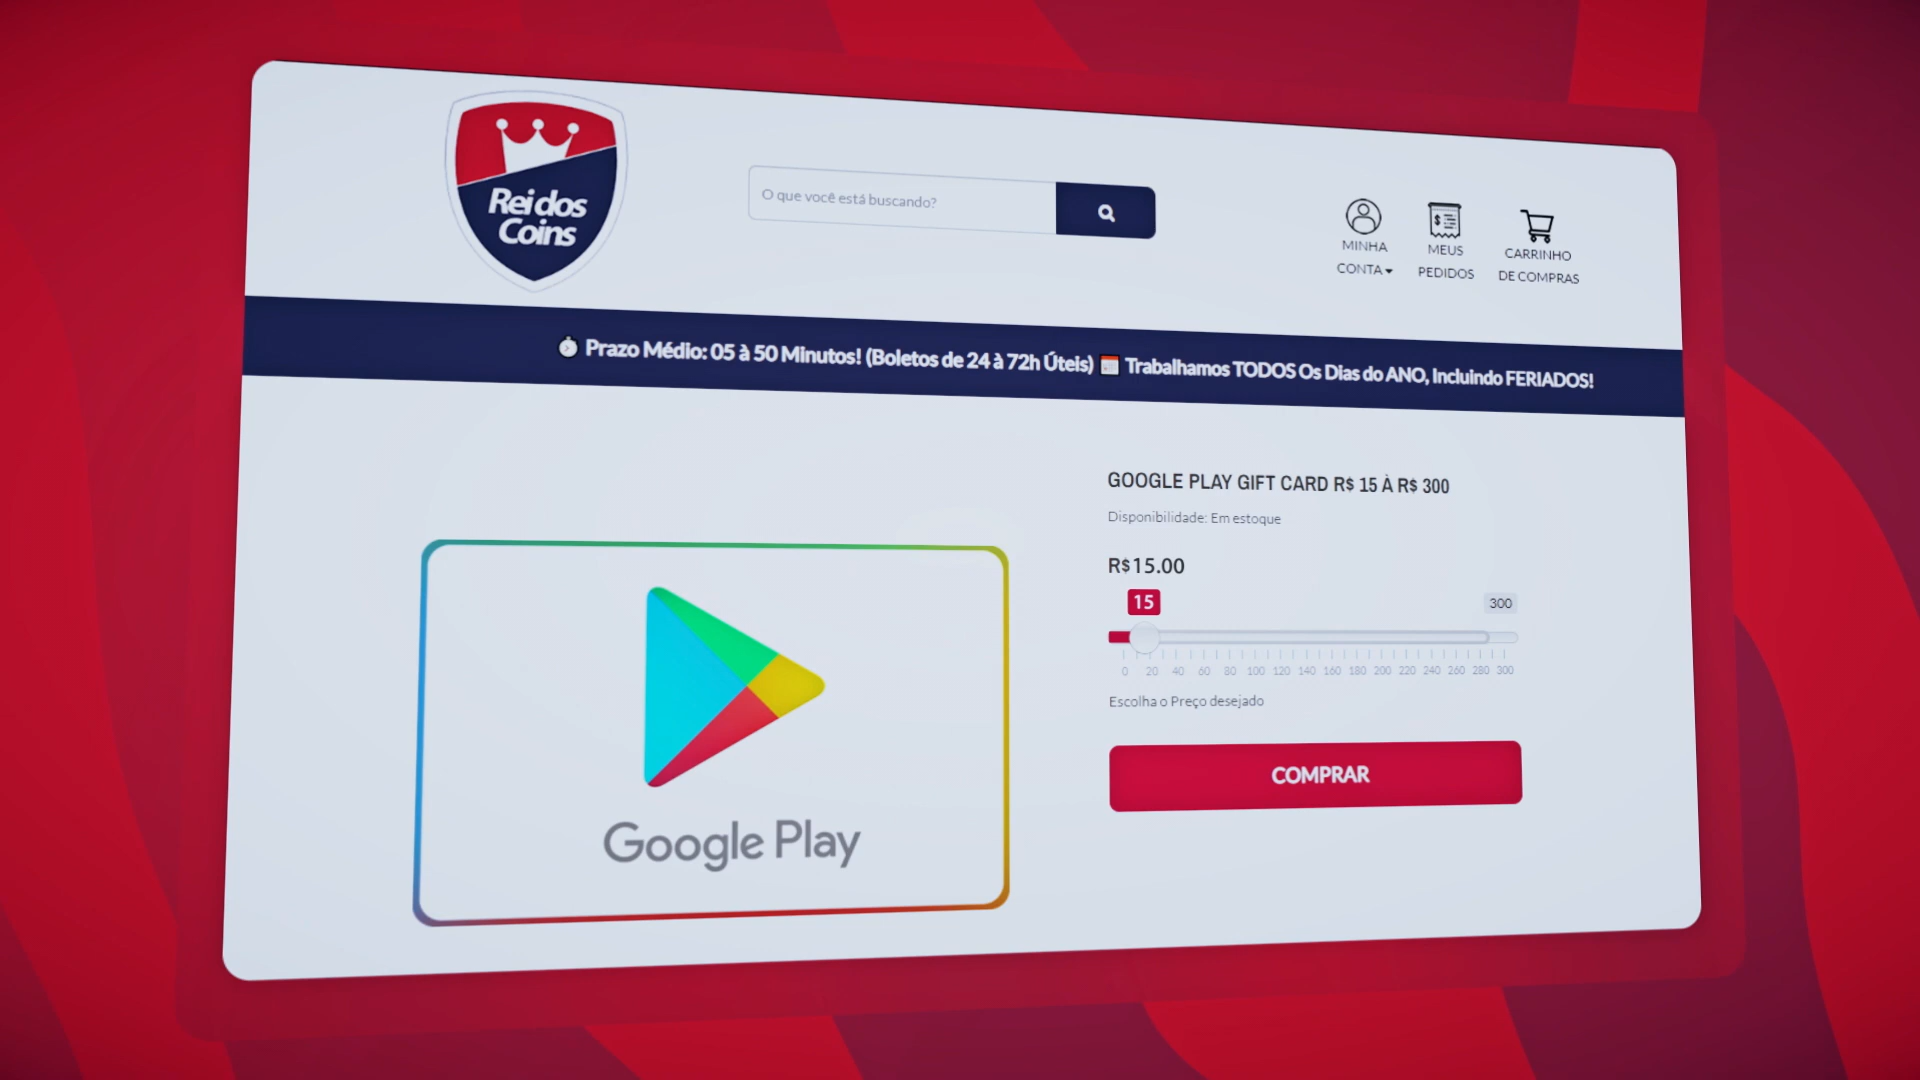 Rei dos
Coins
O que você está buscando?
MINHA
CONTA
MEUS
PEDIDOS
CARRINHO
DE COMPRAS
Prazo Médio: 05 à 50 Minutos! (Boletos de 24 à 72h Úteis) Trabalhamos TODOS Os Dias do ANO, Incluindo FERIADOS!
GOOGLE PLAY GIFT CARD R$ 15 À R$ 300
Disponibilidade: Em estoque
R$15.00
15 300
0 20 40 60 80 100 120 140 160 180 200 220 240 260 280 300
Escolha o Preço desejado
COMPRAR
Google Play